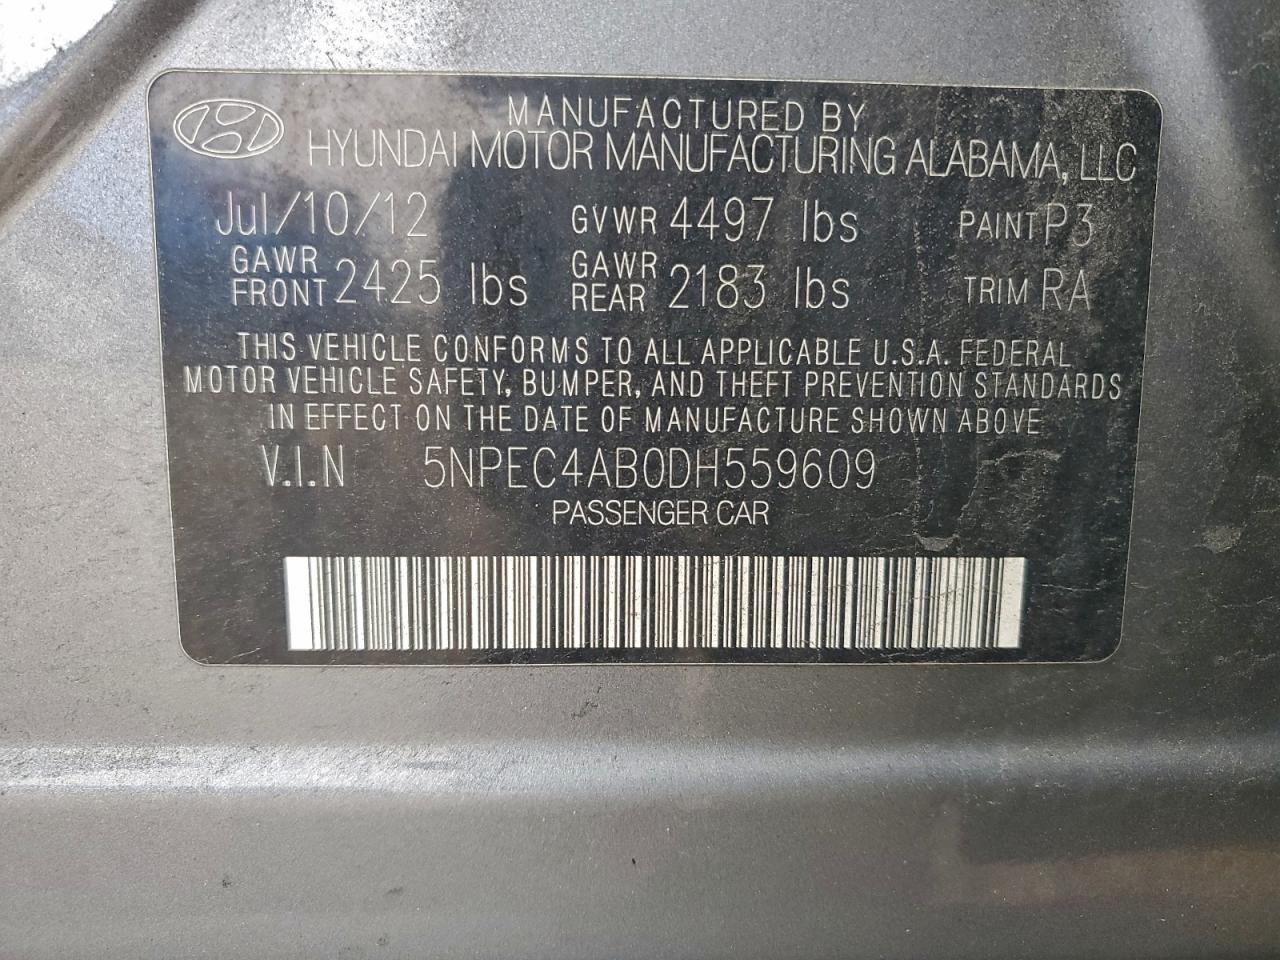 MANUFACTURED BY
HYUNDAI MOTOR MANUFACTURING ALABAMA, LLC
Jul/10/12 GVWR 4497 lbs PAINT P3
GAWR FRONT 2425 lbs GAWR REAR 2183 lbs TRIM RA
THIS VEHICLE CONFORMS TO ALL APPLICABLE U.S.A. FEDERAL
MOTOR VEHICLE SAFETY, BUMPER, AND THEFT PREVENTION STANDARDS
IN EFFECT ON THE DATE OF MANUFACTURE SHOWN ABOVE
V.I.N 5NPEC4AB0DH559609
PASSENGER CAR